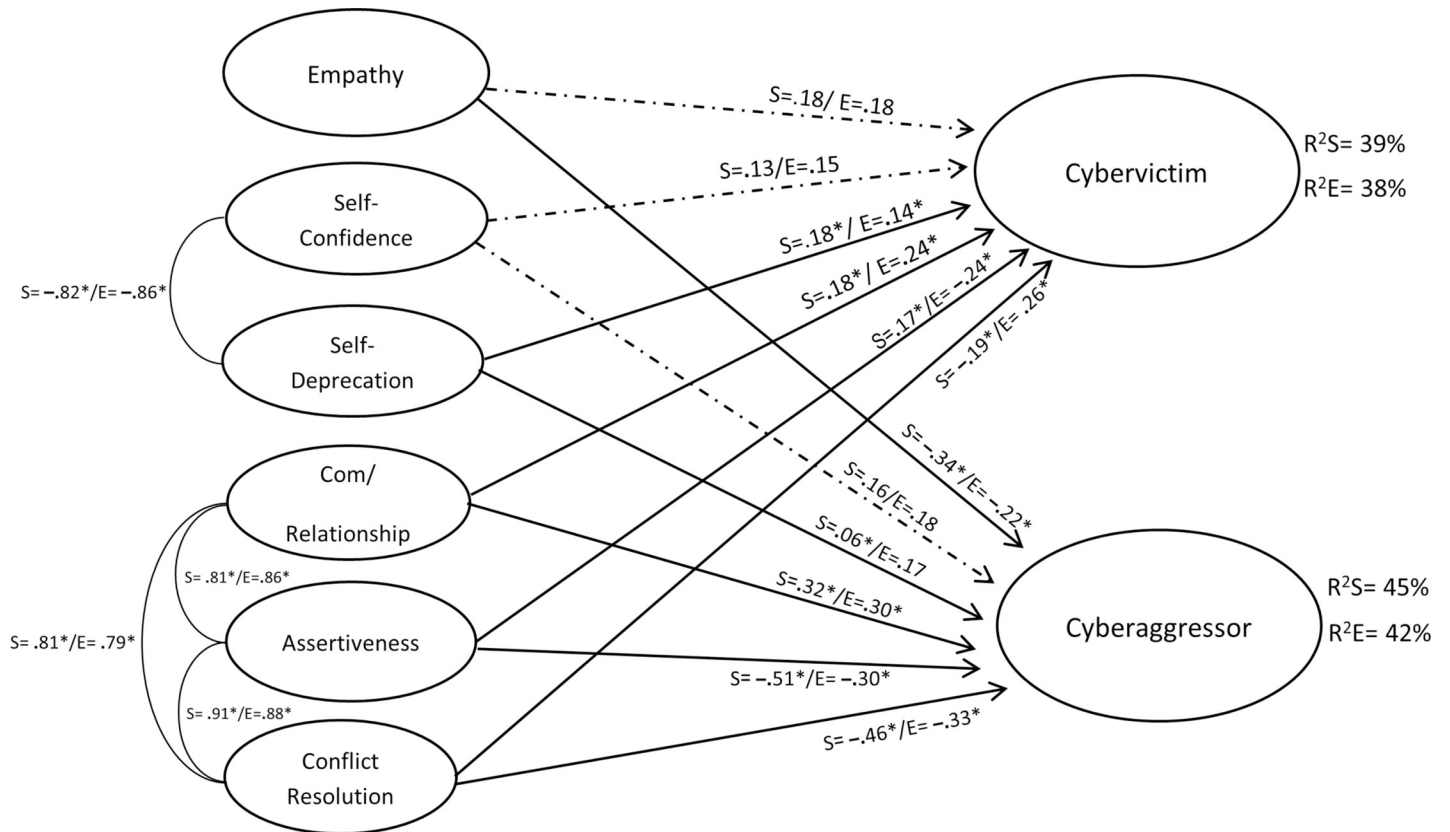 Empathy
Self-
Confidence
Self-
Deprecation
Com/
Relationship
Assertiveness
Conflict
Resolution
S= –.82*/E= –.86*
S= .81*/E=.86*
S= .81*/E= .79*
S= .91*/E=.88*
S=.18/ E=.18
S=.13/E=.15
S=.18*/ E=.14*
S=.18*/ E=.24*
S=.17*/E= –.24*
S= –.19*/E= .26*
S= –.34*/E= –.22*
S=.16/E=.18
S=.06*/E=.17
S=.32*/E=.30*
S= –.51*/E= –.30*
S= –.46*/E= –.33*
Cybervictim
R²S= 39%
R²E= 38%
Cyberaggressor
R²S= 45%
R²E= 42%